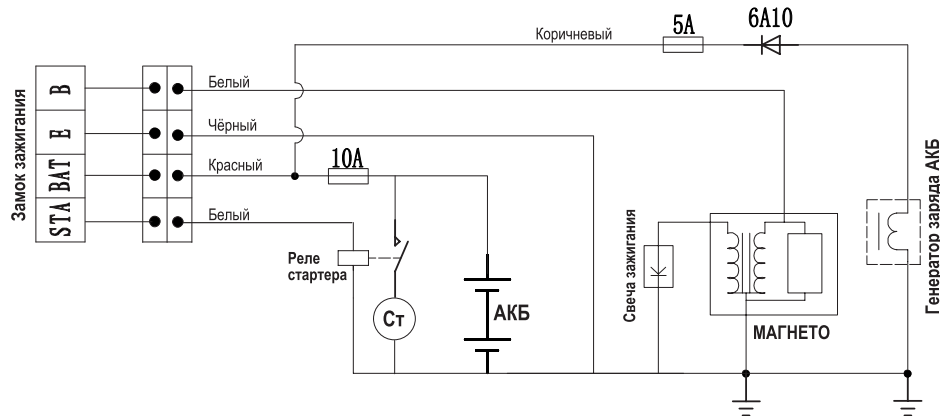 Коричневый
5A
6A10
Замок зажигания
B
E
BAT
STA
Белый
Чёрный
Красный
Белый
10A
Реле
стартера
Ст
АКБ
Свеча зажигания
МАГНЕТО
Генератор заряда АКБ